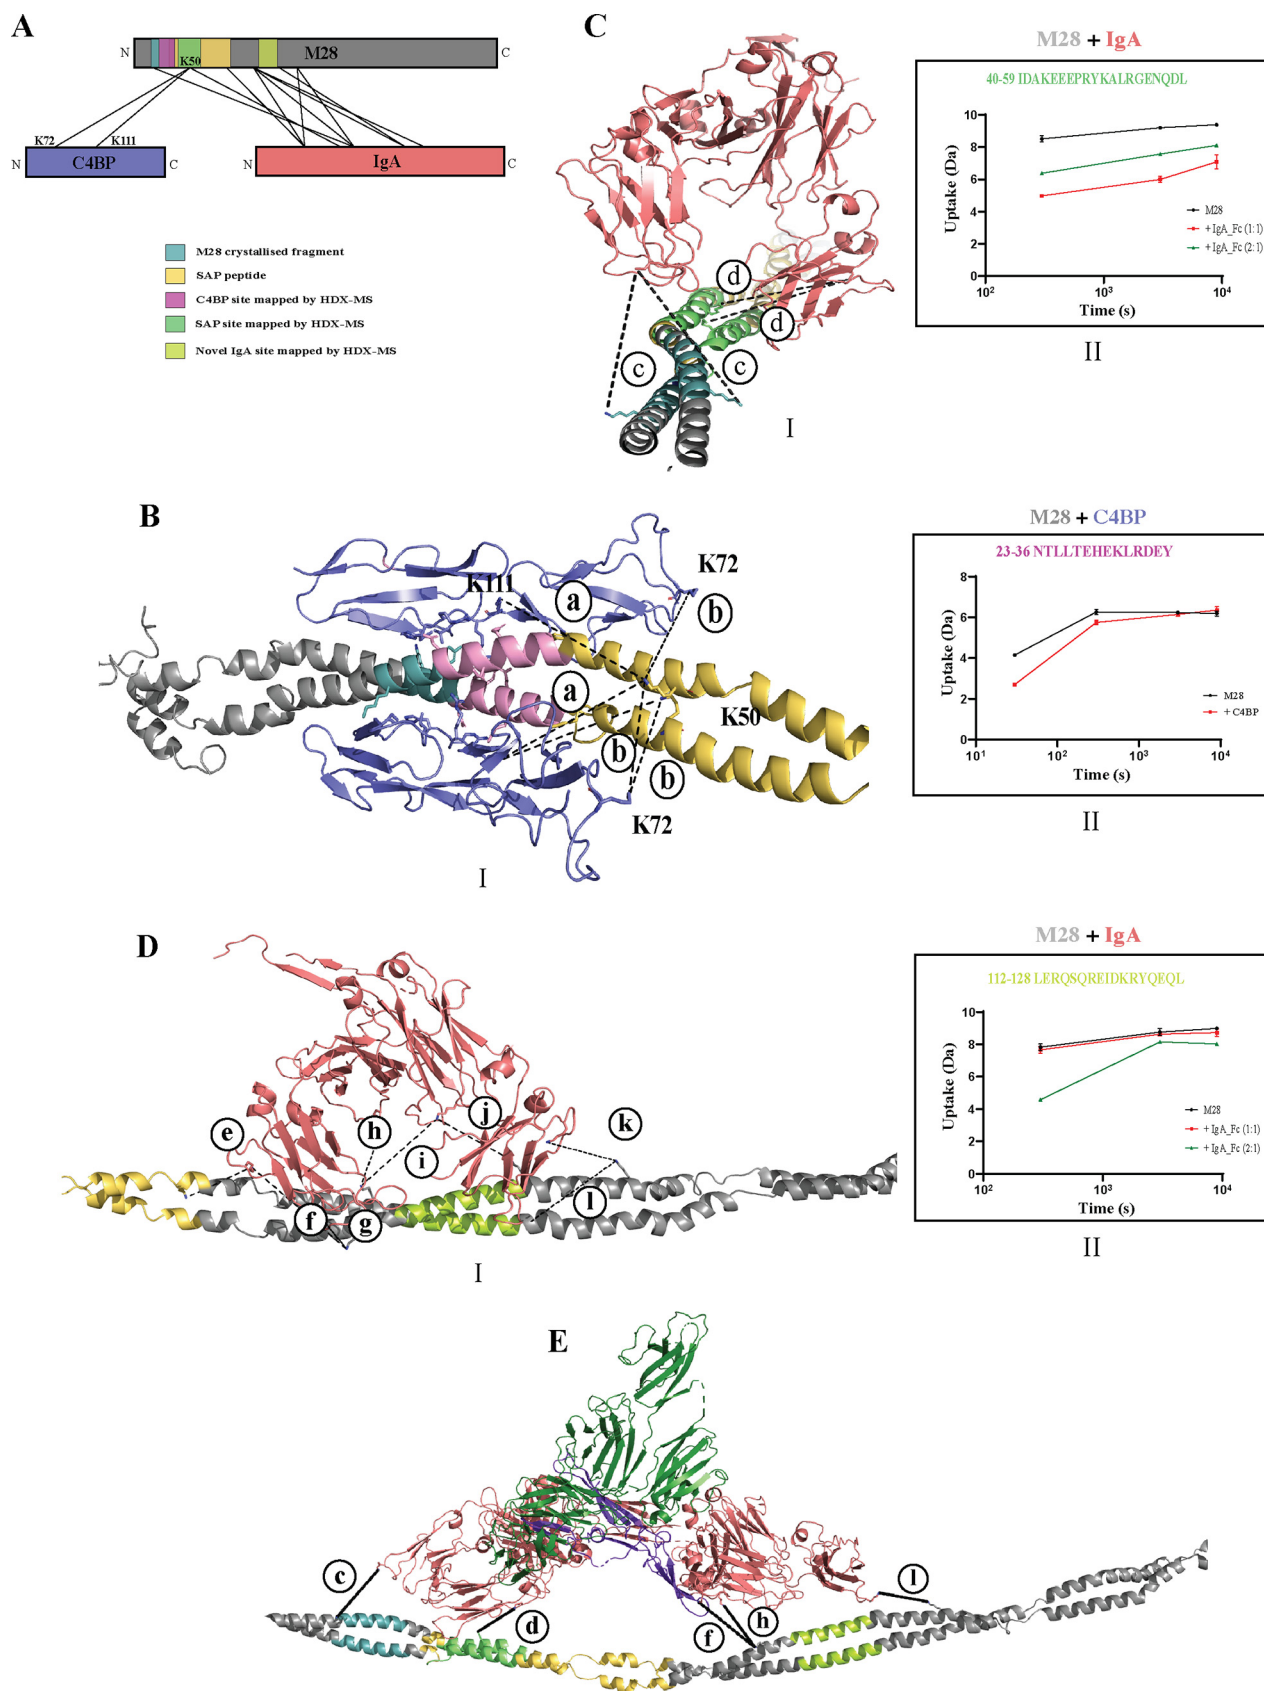 A
N
M28
C
K50
K72
K111
N
C4BP
C
N
IgA
C
M28 crystallised fragment
SAP peptide
C4BP site mapped by HDX-MS
SAP site mapped by HDX-MS
Novel IgA site mapped by HDX-MS
C
d
d
c
c
I
M28 + IgA
40-59 IDAKEEEPRYKALRGENQDL
Uptake (Da)
10
8
6
4
2
0
M28
+ IgA_Fc (1:1)
+ IgA_Fc (2:1)
10²
10³
10⁴
Time (s)
II
B
K111
a
K72
b
a
K50
b
b
K72
I
M28 + C4BP
23-36 NTLLTEHEKLRDEY
Uptake (Da)
8
6
4
2
0
M28
+ C4BP
10¹
10²
10³
10⁴
Time (s)
II
D
e
h
j
k
i
f
g
l
I
M28 + IgA
112-128 LERQSQREIDKRYQEQL
Uptake (Da)
10
8
6
4
2
0
M28
+ IgA_Fc (1:1)
+ IgA_Fc (2:1)
10²
10³
10⁴
Time (s)
II
E
c
d
f
h
l